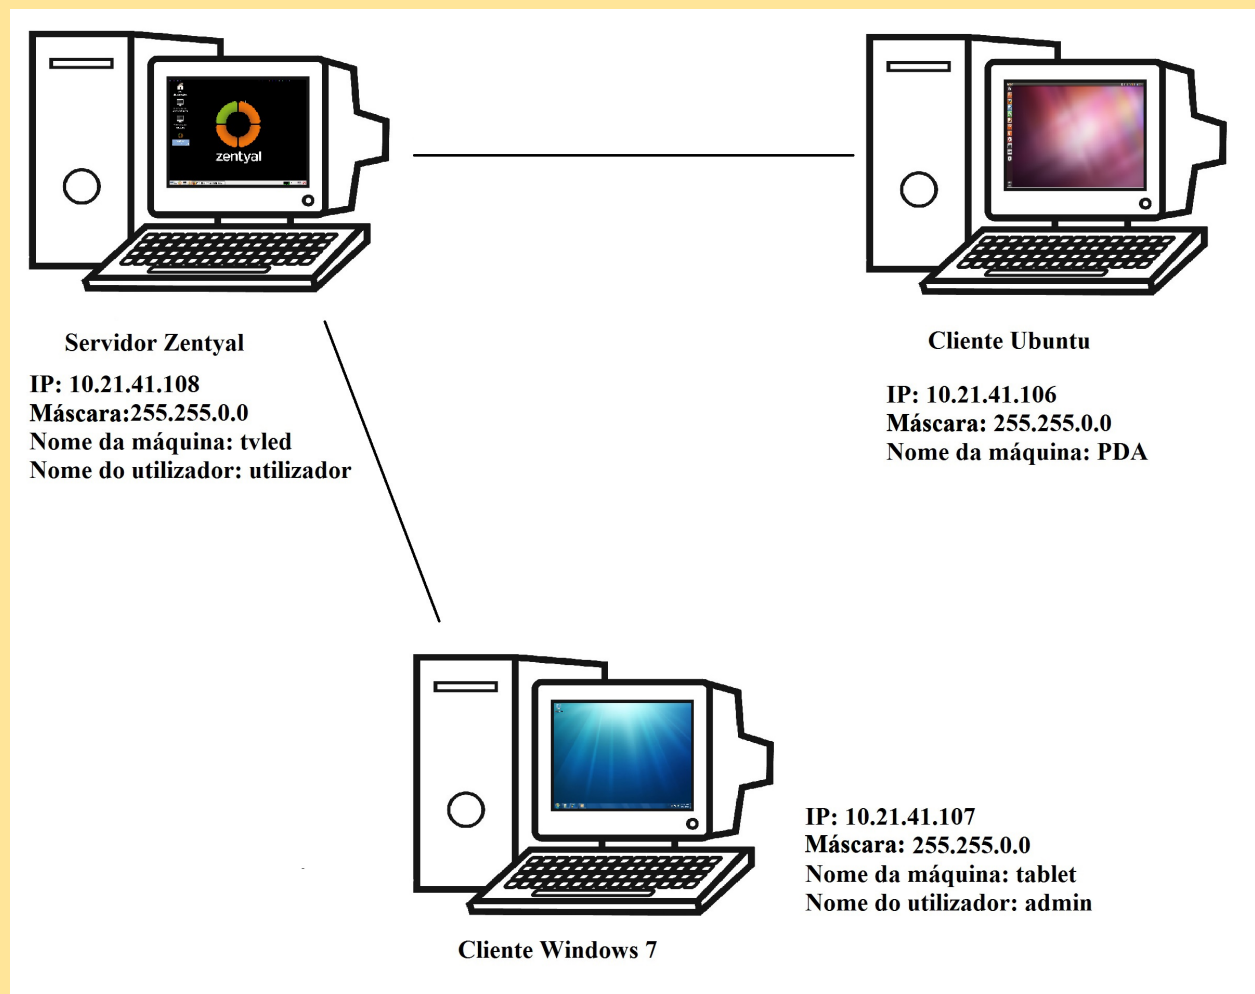 zentyal
Servidor Zentyal
IP: 10.21.41.108
Máscara:255.255.0.0
Nome da máquina: tvled
Nome do utilizador: utilizador
Cliente Ubuntu
IP: 10.21.41.106
Máscara: 255.255.0.0
Nome da máquina: PDA
IP: 10.21.41.107
Máscara: 255.255.0.0
Nome da máquina: tablet
Nome do utilizador: admin
Cliente Windows 7